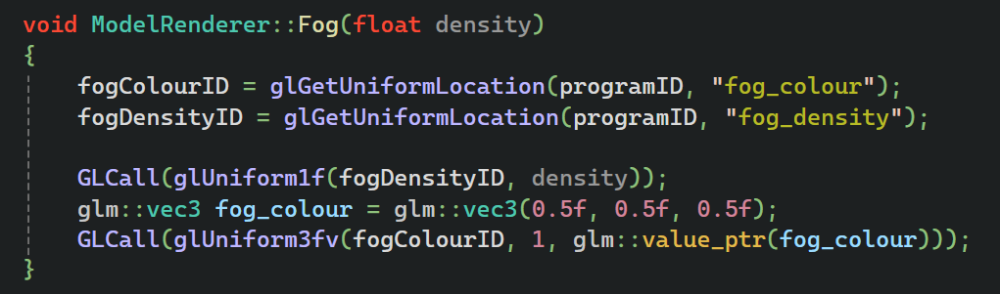 void ModelRenderer::Fog(float density)
{
fogColourID = glGetUniformLocation(programID, "fog_colour");
fogDensityID = glGetUniformLocation(programID, "fog_density");
GLCall(glUniform1f(fogDensityID, density));
glm::vec3 fog_colour = glm::vec3(0.5f, 0.5f, 0.5f);
GLCall(glUniform3fv(fogColourID, 1, glm::value_ptr(fog_colour)));
}